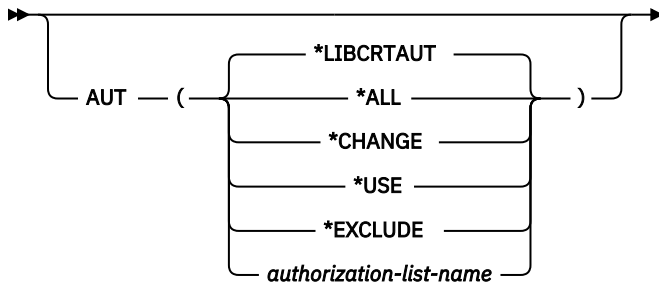 *LIBCRTAUT
AUT ( *ALL )
*CHANGE
*USE
*EXCLUDE
authorization-list-name